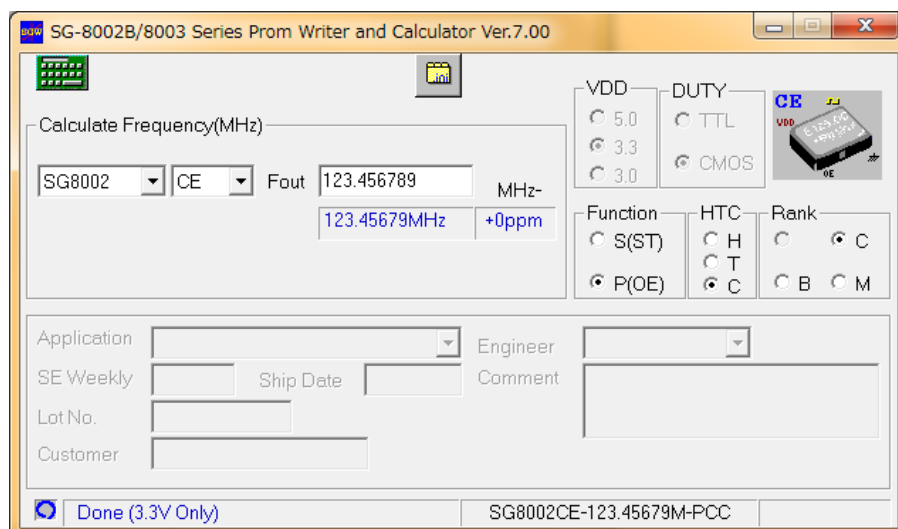 SG-8002B/8003 Series Prom Writer and Calculator Ver.7.00
.ini
VDD
5.0
3.3
3.0
DUTY
TTL
CMOS
CE
VDD
OE
Calculate Frequency(MHz)
SG8002 CE Fout 123.456789 MHz-
123.45679MHz +0ppm
Function
S(ST)
P(OE)
HTC
H
T
C
Rank
C
B M
Application
Engineer
SE Weekly
Ship Date
Comment
Lot No.
Customer
Done (3.3V Only)
SG8002CE-123.45679M-PCC